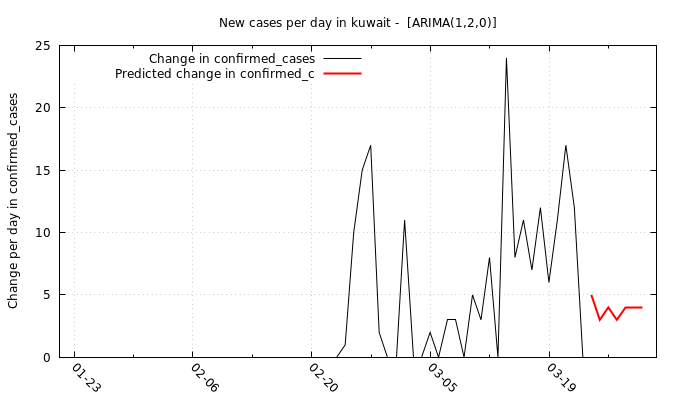 New cases per day in kuwait -  [ARIMA(1,2,0)]
Change in confirmed_cases
Predicted change in confirmed_c
Change per day in confirmed_cases
25
20
15
10
5
0
01-23
02-06
02-20
03-05
03-19